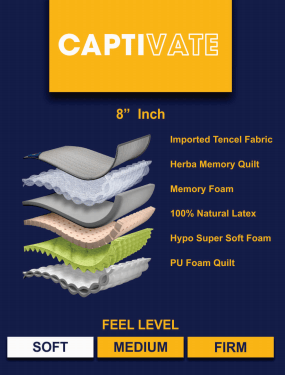 CAPTIVATE
8” Inch
Imported Tencel Fabric
Herba Memory Quilt
Memory Foam
100% Natural Latex
Hypo Super Soft Foam
PU Foam Quilt
FEEL LEVEL
SOFT MEDIUM FIRM